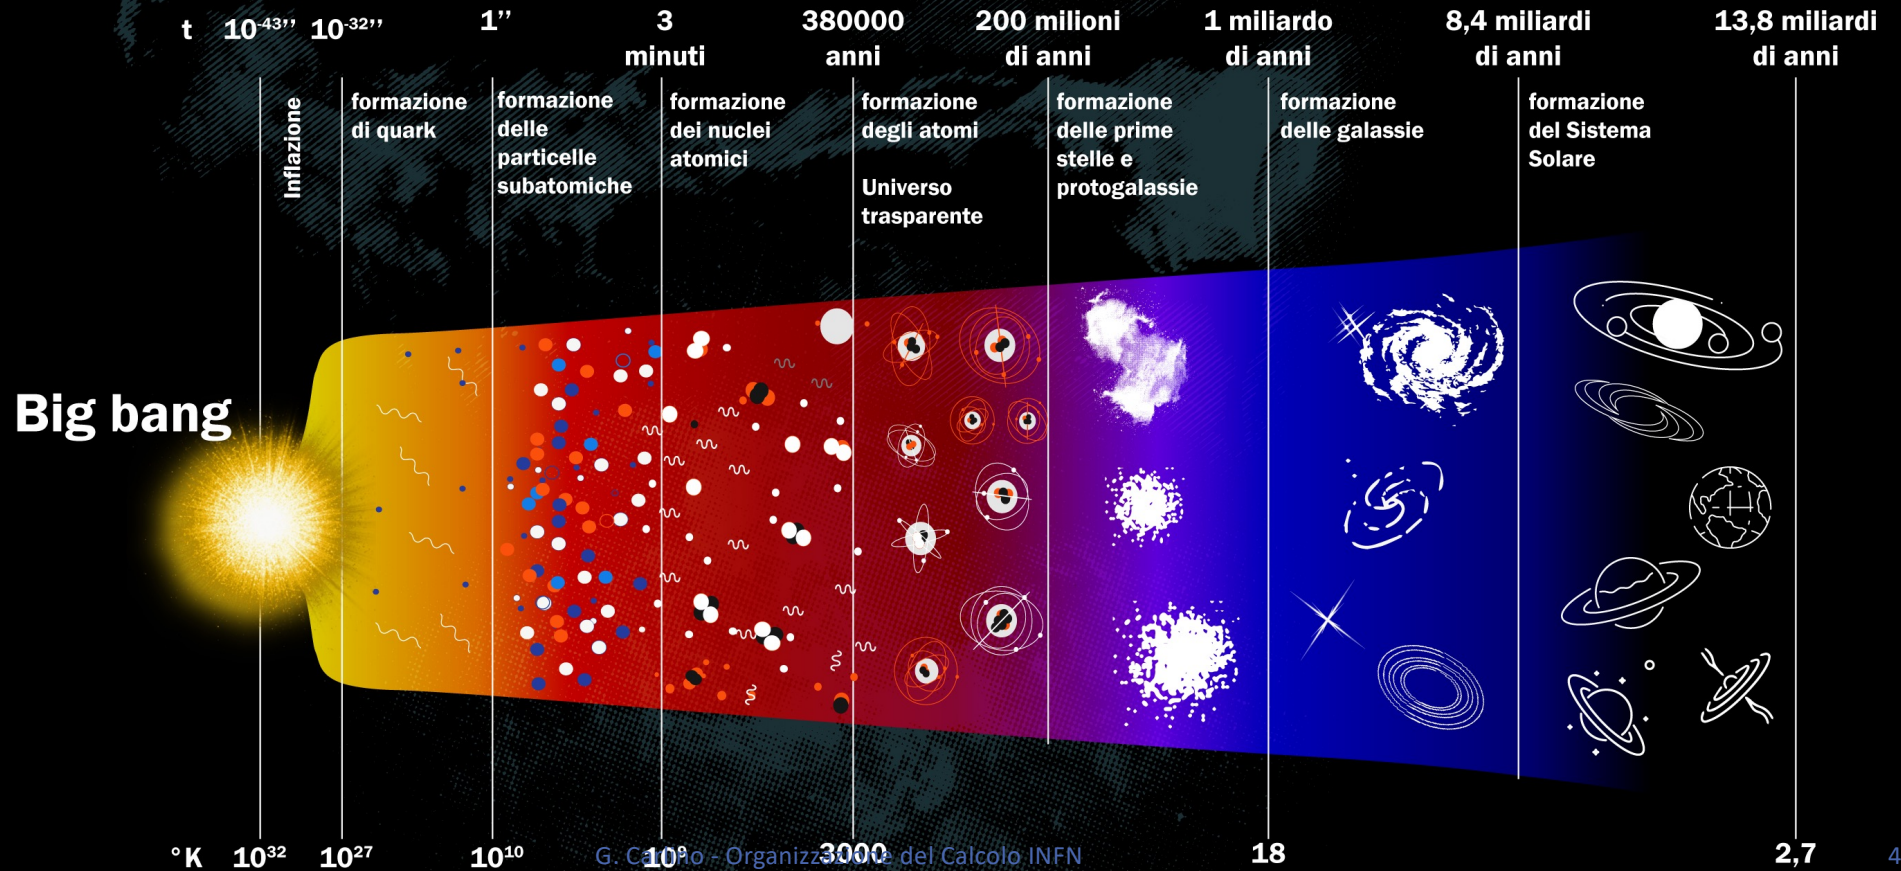 t 10-43’’ 10-32’’ 1’’ 3 minuti 380000 anni 200 milioni di anni 1 miliardo di anni 8,4 miliardi di anni 13,8 miliardi di anni
Inflazione
formazione
di quark
formazione
delle
particelle
subatomiche
formazione
dei nuclei
atomici
formazione
degli atomi
Universo
trasparente
formazione
delle prime
stelle e
protogalassie
formazione
delle galassie
formazione
del Sistema
Solare
Big bang
°K 10³² 10²⁷ 10¹⁰ 10⁹ 3000 18 2,7
G. Carlino - Organizzazione del Calcolo INFN
4